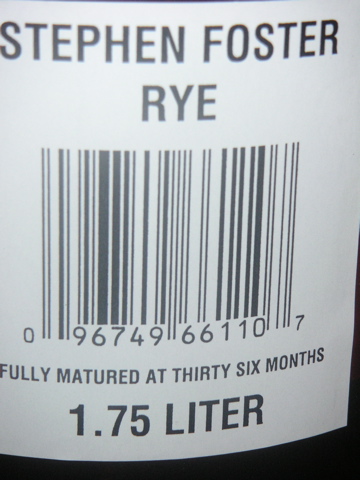 STEPHEN FOSTER
RYE
0 96749 66110 7
FULLY MATURED AT THIRTY SIX MONTHS
1.75 LITER